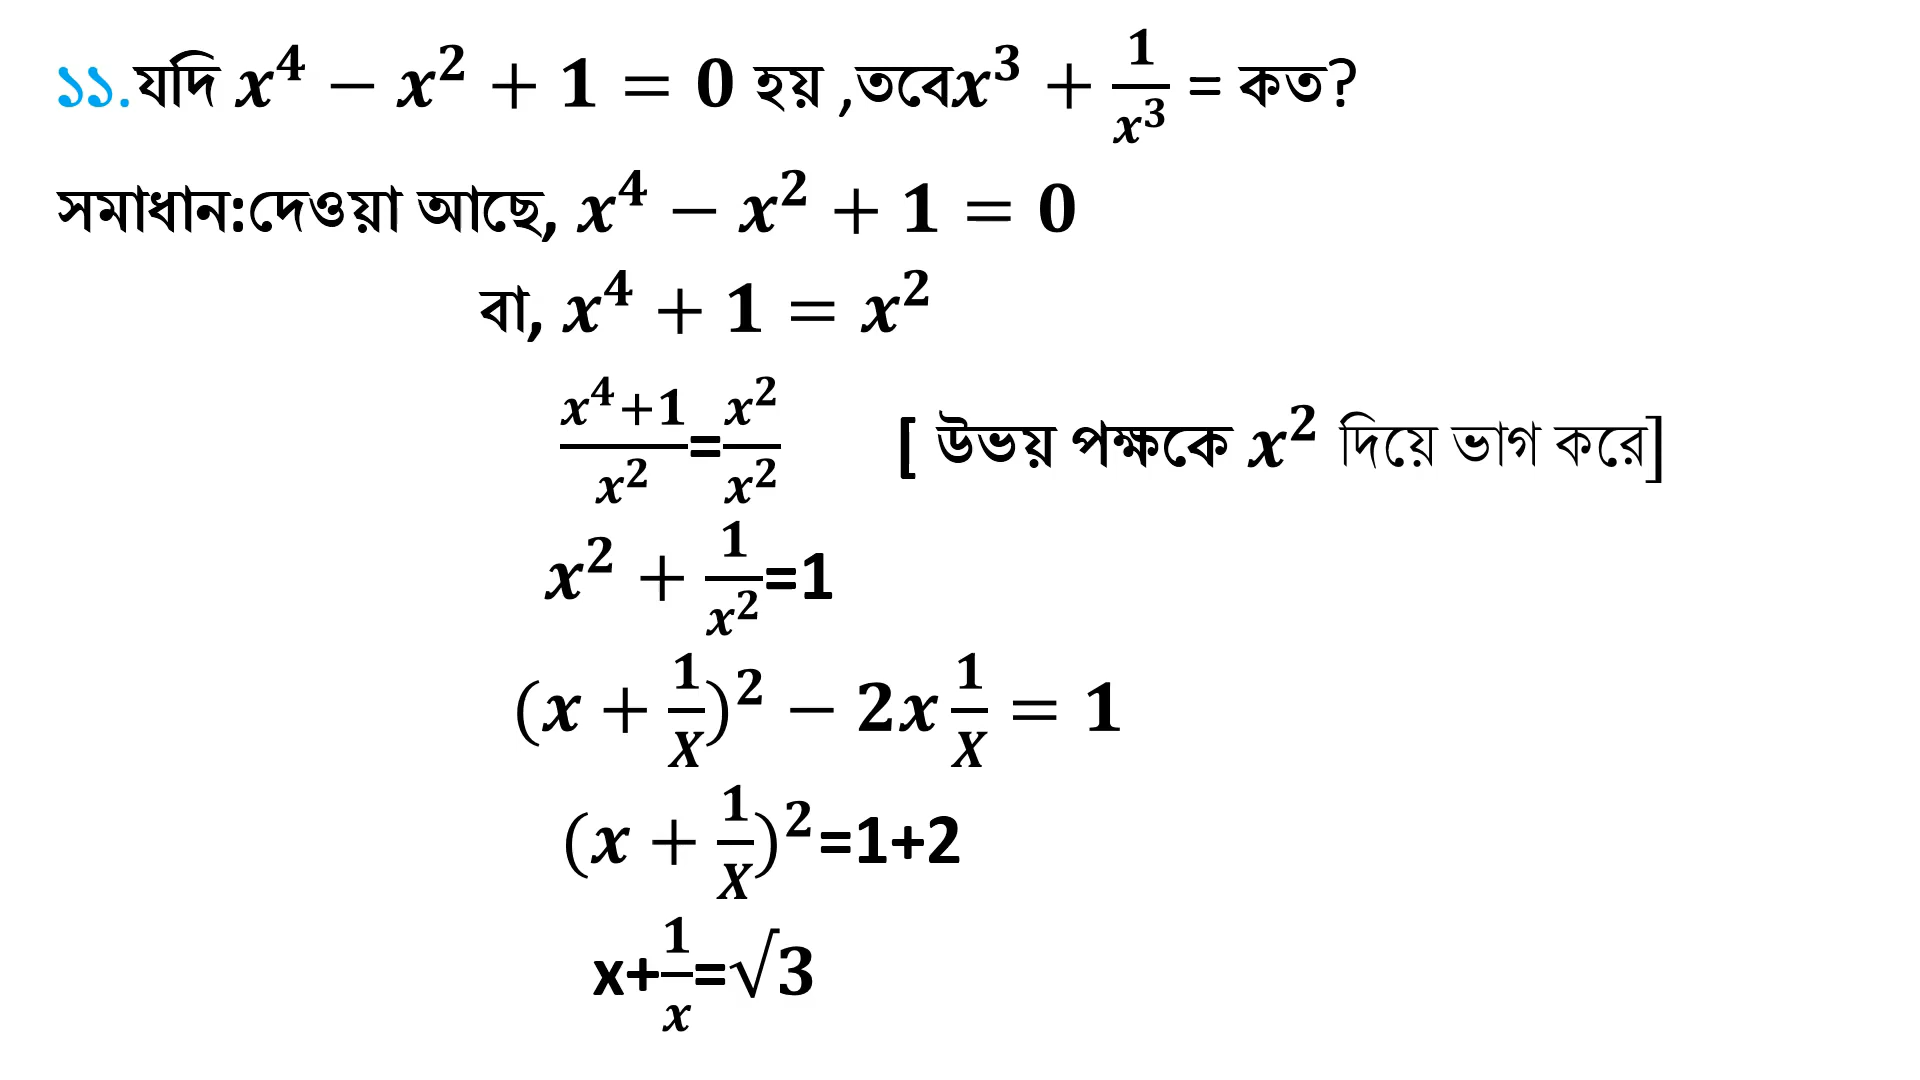 ১১.যদি x⁴ − x² + 1 = 0 হয় ,তবেx³ + 1/x³ = কত?
সমাধান:দেওয়া আছে, x⁴ − x² + 1 = 0
বা, x⁴ + 1 = x²
(x⁴+1)/x²=x²/x² [ উভয় পক্ষকে x² দিয়ে ভাগ করে]
x² + 1/x²=1
(x + 1/X)² − 2x 1/X = 1
(x + 1/X)²=1+2
x+1/x=√3